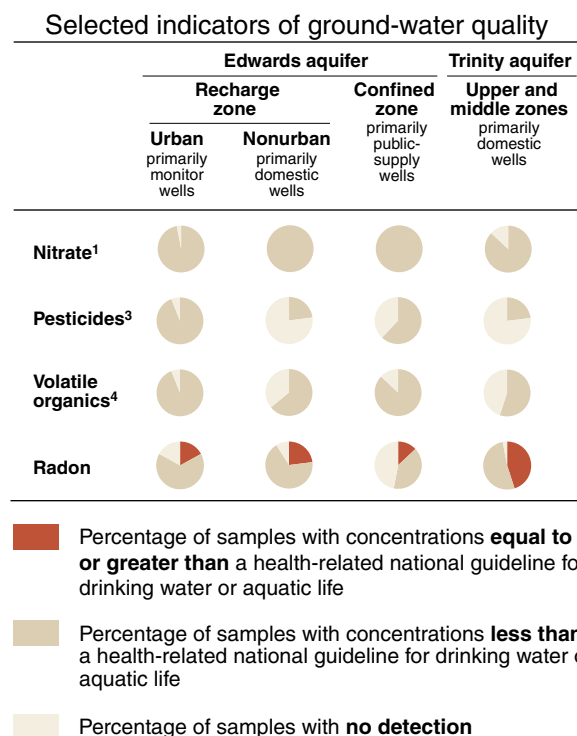 Selected indicators of ground-water quality
Edwards aquifer
Trinity aquifer
Recharge
zone
Confined
zone
primarily
public-
supply
wells
Upper and
middle zones
primarily
domestic
wells
Urban
primarily
monitor
wells
Nonurban
primarily
domestic
wells
Nitrate¹
Pesticides³
Volatile
organics⁴
Radon
Percentage of samples with concentrations equal to
or greater than a health-related national guideline fo
drinking water or aquatic life
Percentage of samples with concentrations less than
a health-related national guideline for drinking water o
aquatic life
Percentage of samples with no detection